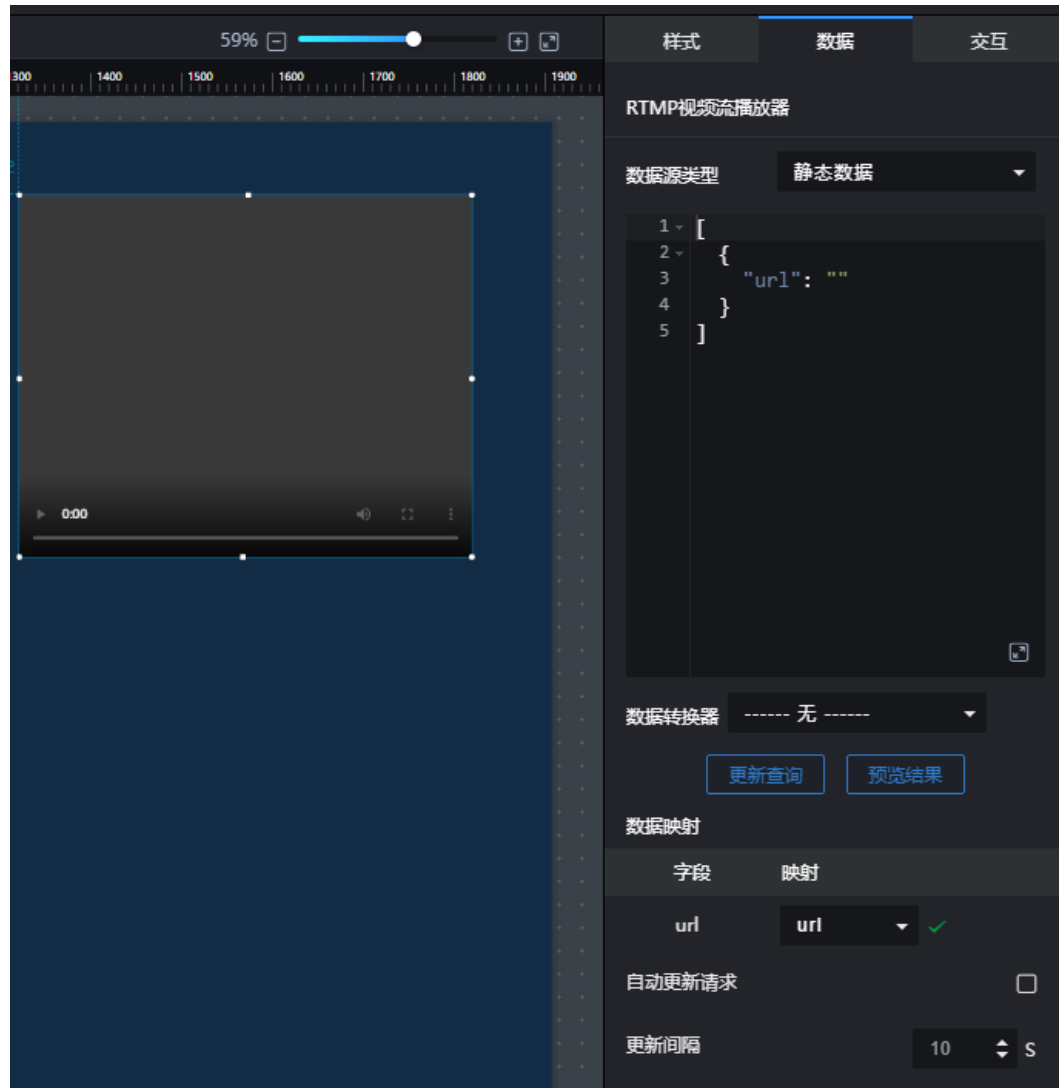 59%
样式 数据 交互
300 1400 1500 1600 1700 1800 1900
RTMP视频流播放器
数据源类型 静态数据
1 [
2 {
3 "url": ""
4 }
5 ]
0:00
数据转换器 ------ 无 ------
更新查询 预览结果
数据映射
字段 映射
url url
自动更新请求
更新间隔 10 S